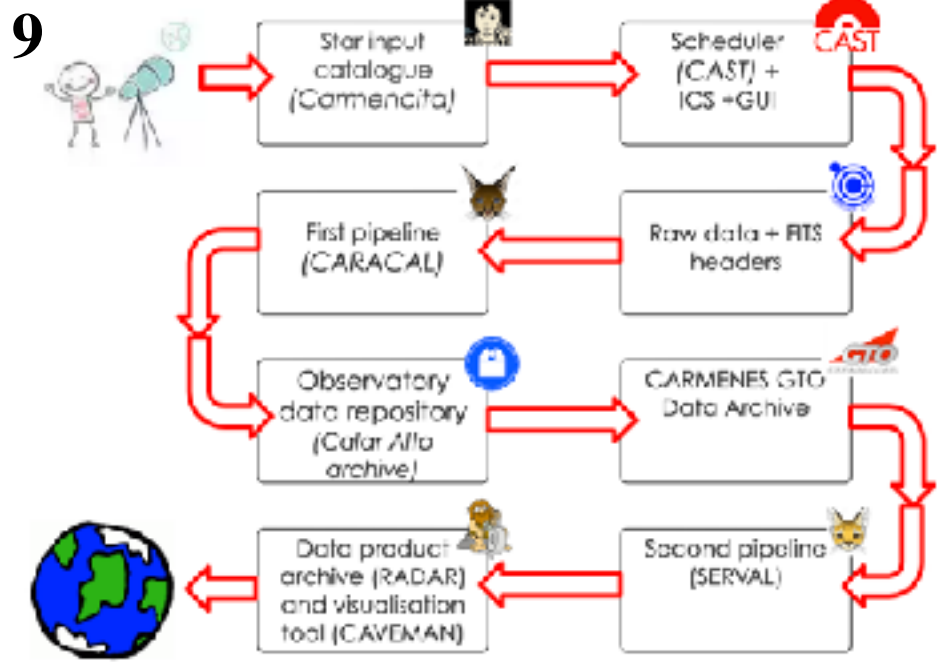 9
Star input
catalogue
(Carmencita)
Scheduler
(CAST) +
ICS +GUI
CAST
Raw data + FITS
headers
First pipeline
(CARACAL)
Observatory
data repository
(Calar Alto
archive)
CARMENES GTO
Data Archive
GTO
Second pipeline
(SERVAL)
Data product
archive (RADAR)
and visualisation
tool (CAVEMAN)